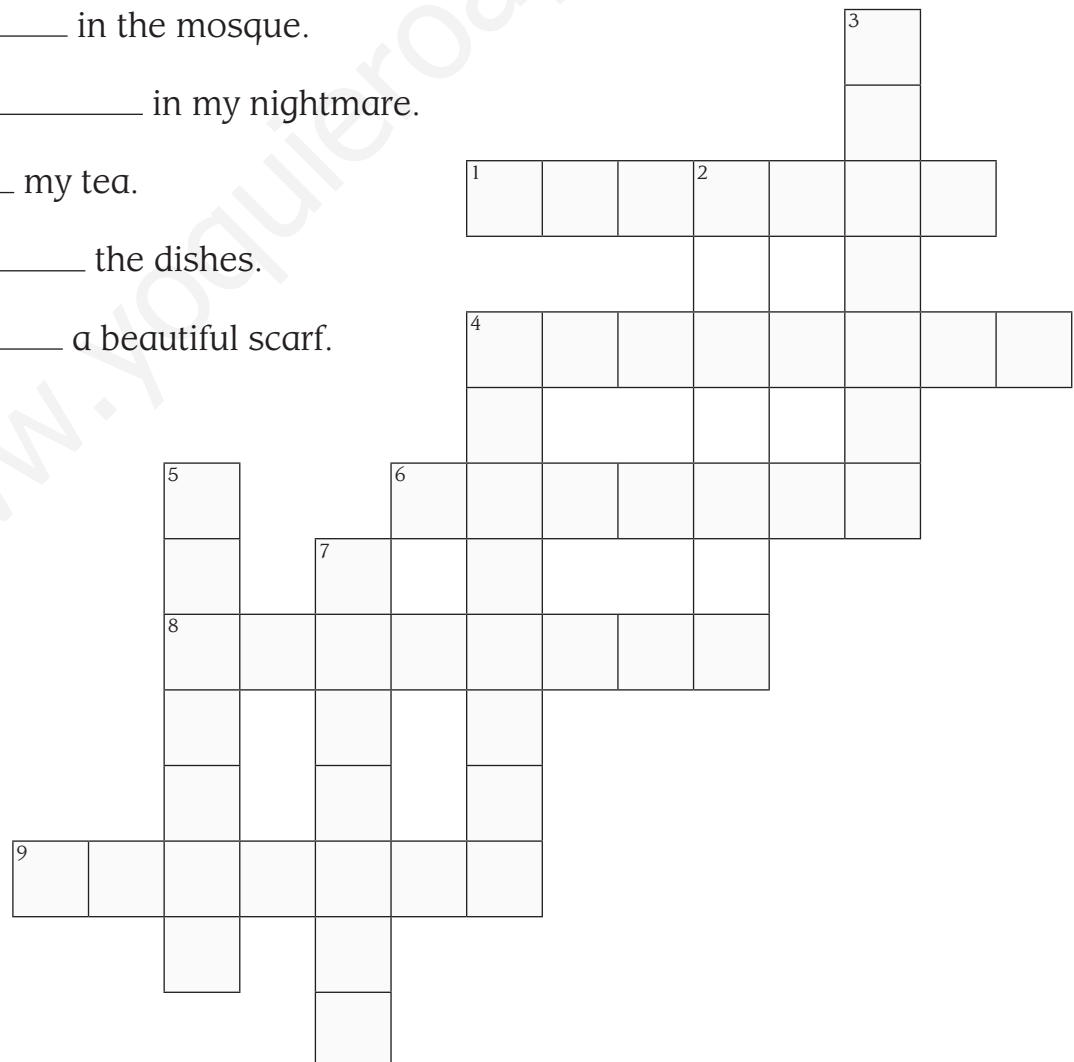 in the mosque.
3
in my nightmare.
my tea.
1 2
the dishes.
4
a beautiful scarf.
5 6
7
8
9